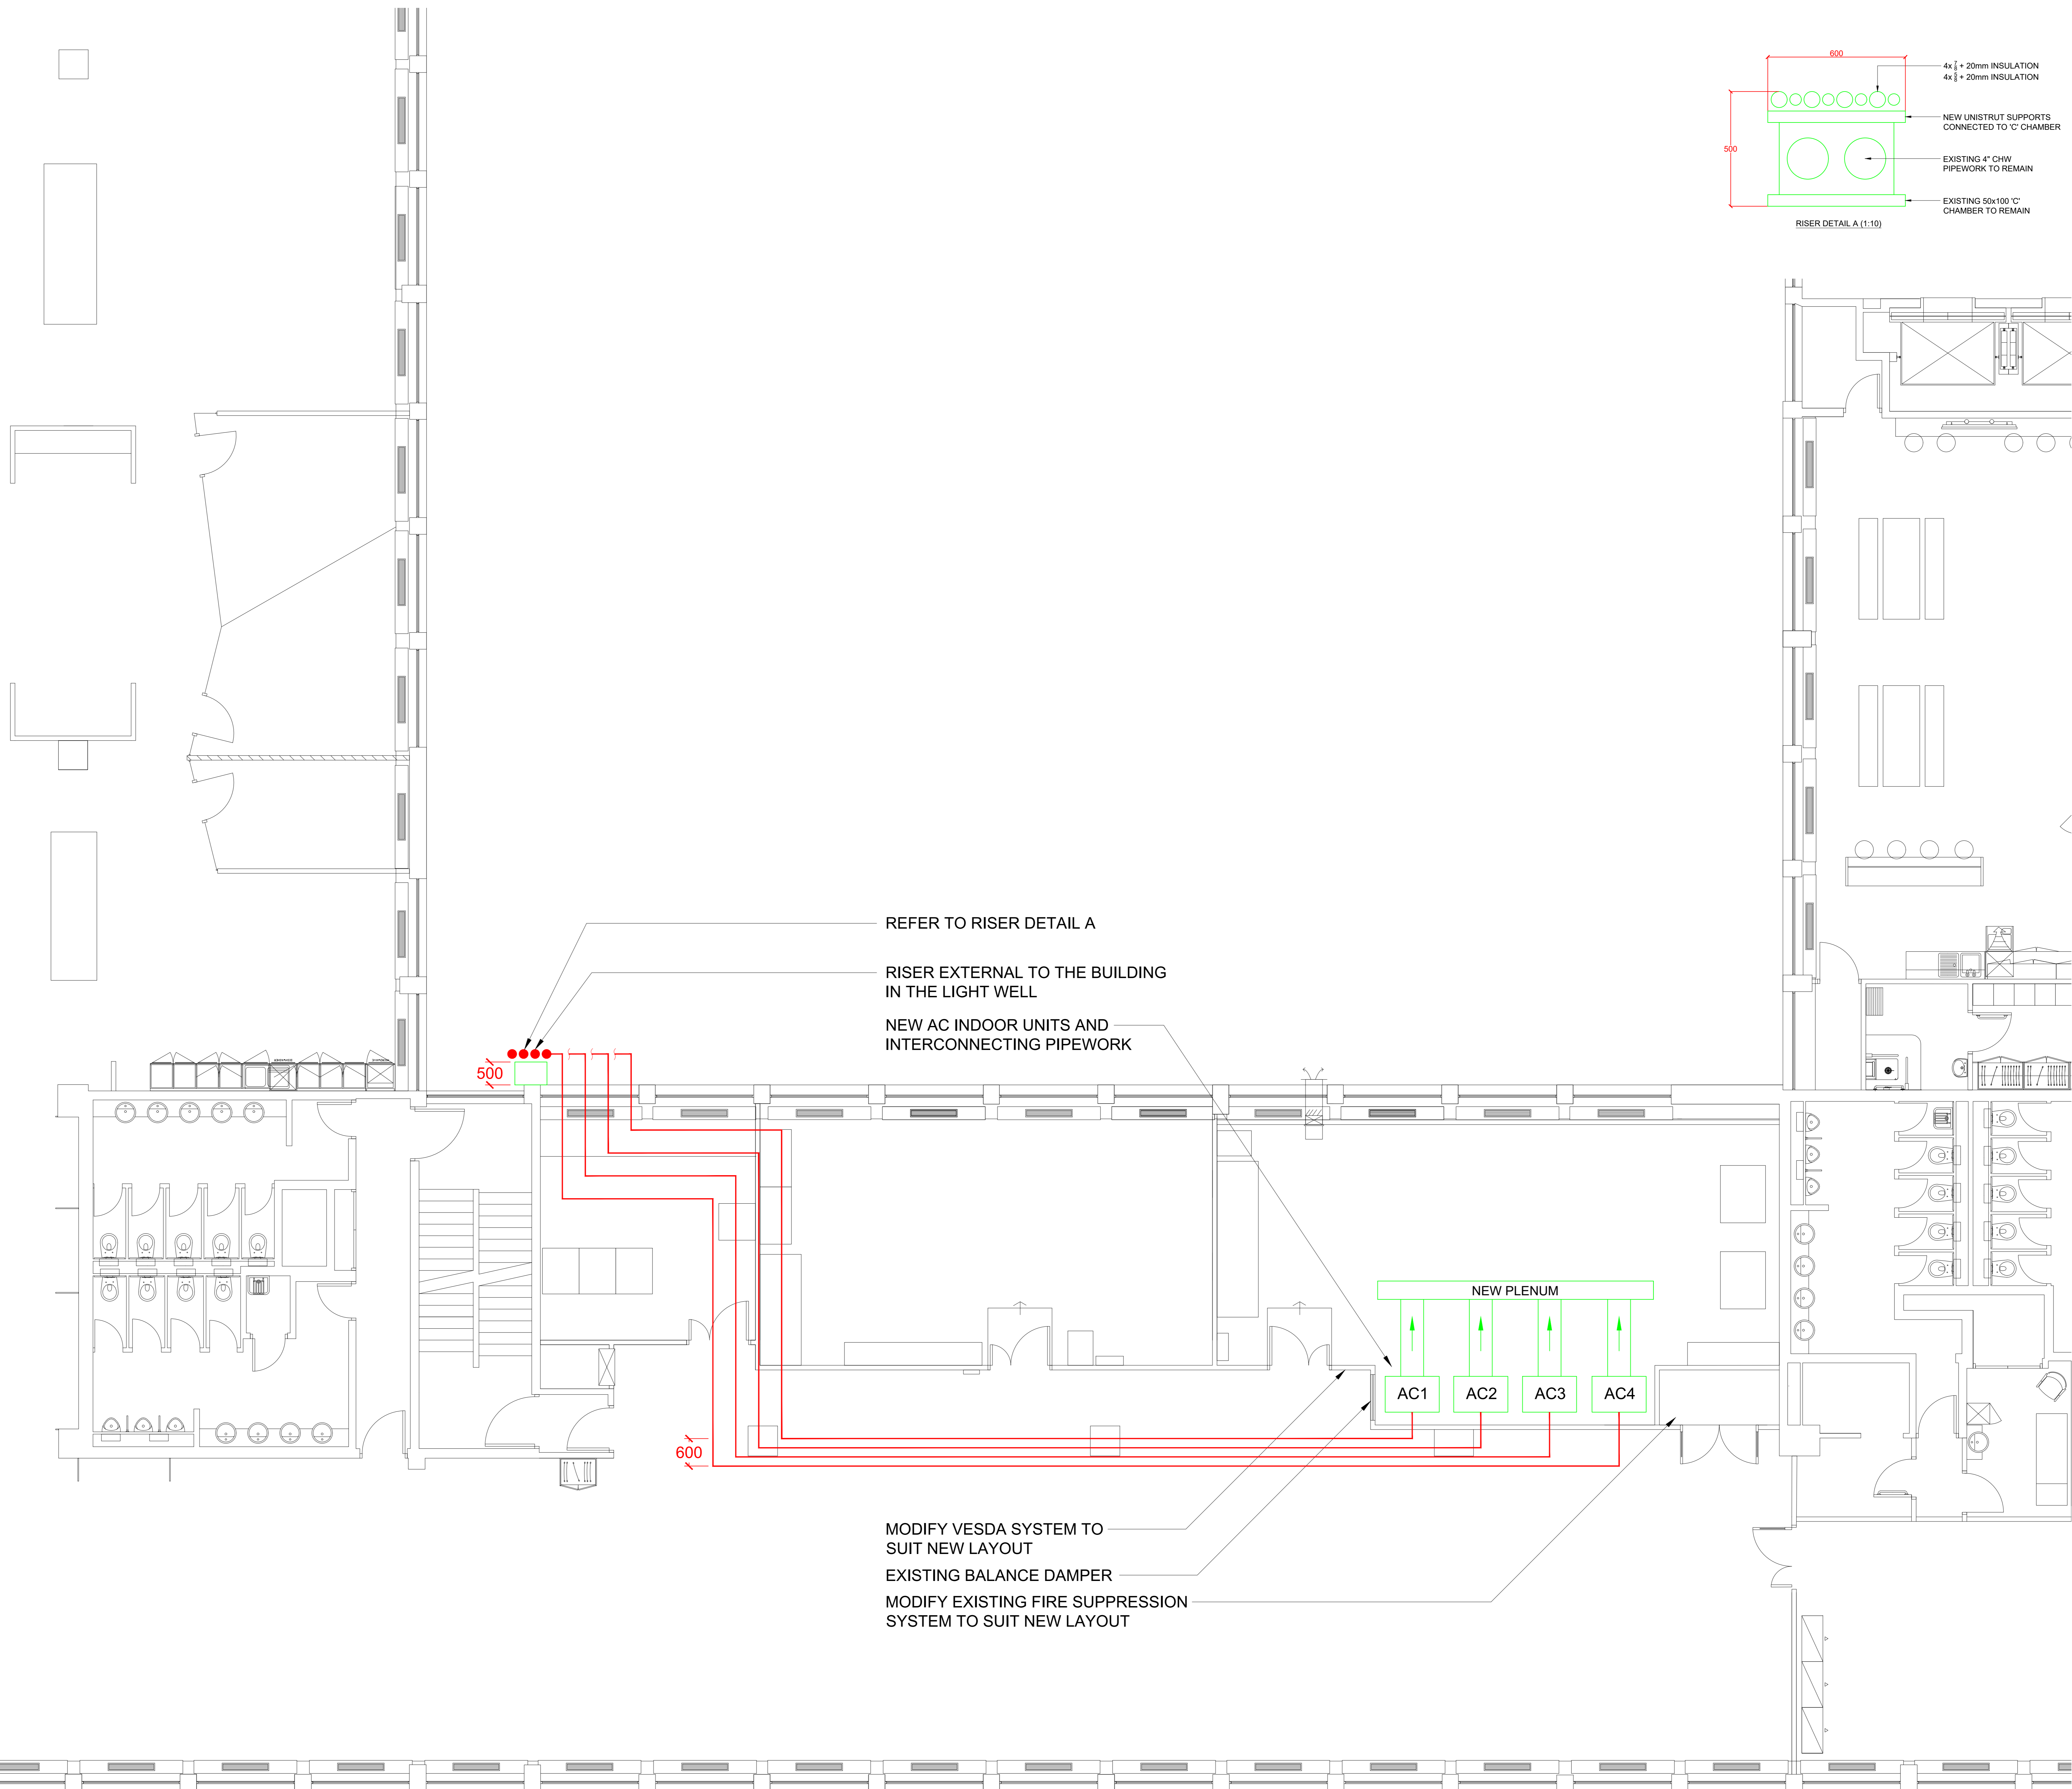 600
4x 7/8 + 20mm INSULATION
4x 5/8 + 20mm INSULATION
NEW UNISTRUT SUPPORTS
CONNECTED TO 'C' CHAMBER
500
EXISTING 4" CHW
PIPEWORK TO REMAIN
EXISTING 50x100 'C'
CHAMBER TO REMAIN
RISER DETAIL A (1:10)
REFER TO RISER DETAIL A
RISER EXTERNAL TO THE BUILDING
IN THE LIGHT WELL
NEW AC INDOOR UNITS AND
INTERCONNECTING PIPEWORK
500
NEW PLENUM
AC1
AC2
AC3
AC4
600
MODIFY VESDA SYSTEM TO
SUIT NEW LAYOUT
EXISTING BALANCE DAMPER
MODIFY EXISTING FIRE SUPPRESSION
SYSTEM TO SUIT NEW LAYOUT